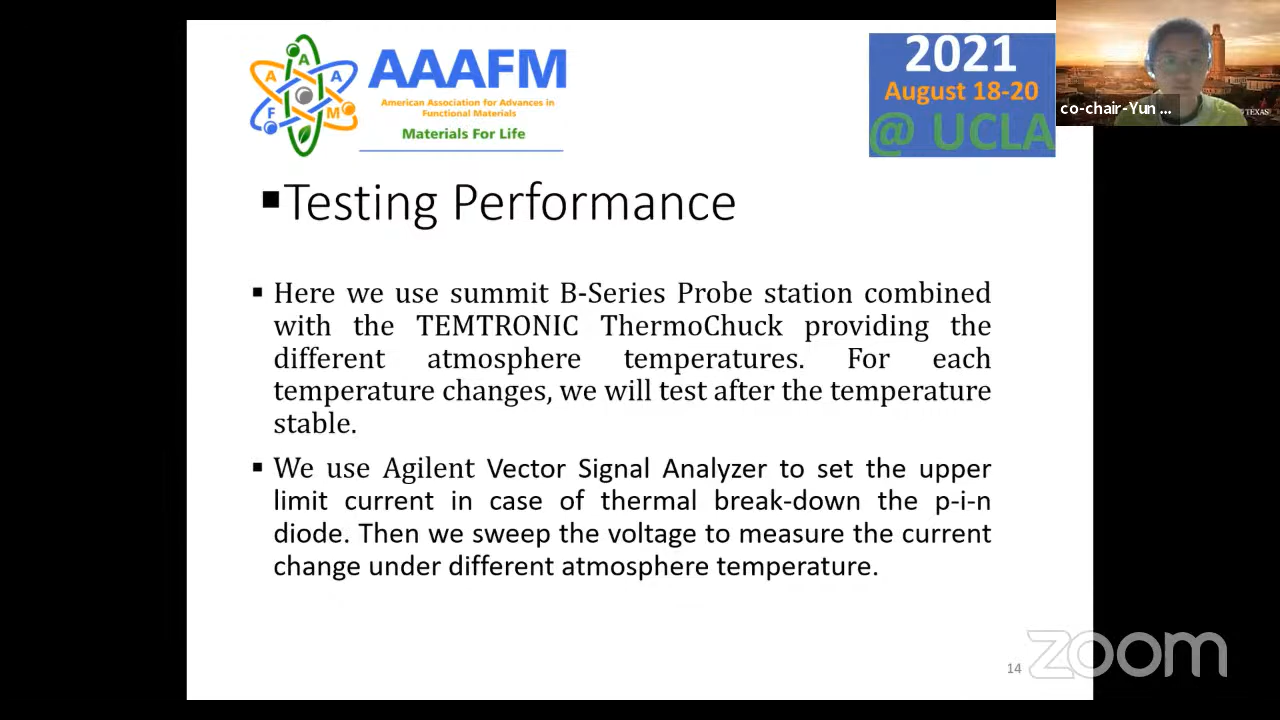 A
A
A
F
M
AAAFM
American Association for Advances in
Functional Materials
Materials For Life
2021
August 18-20
@ UCLA
co-chair-Yun ...
TEXAS
▪Testing Performance
▪ Here we use summit B-Series Probe station combined
with the TEMTRONIC ThermoChuck providing the
different atmosphere temperatures. For each
temperature changes, we will test after the temperature
stable.
▪ We use Agilent Vector Signal Analyzer to set the upper
limit current in case of thermal break-down the p-i-n
diode. Then we sweep the voltage to measure the current
change under different atmosphere temperature.
14
zoom